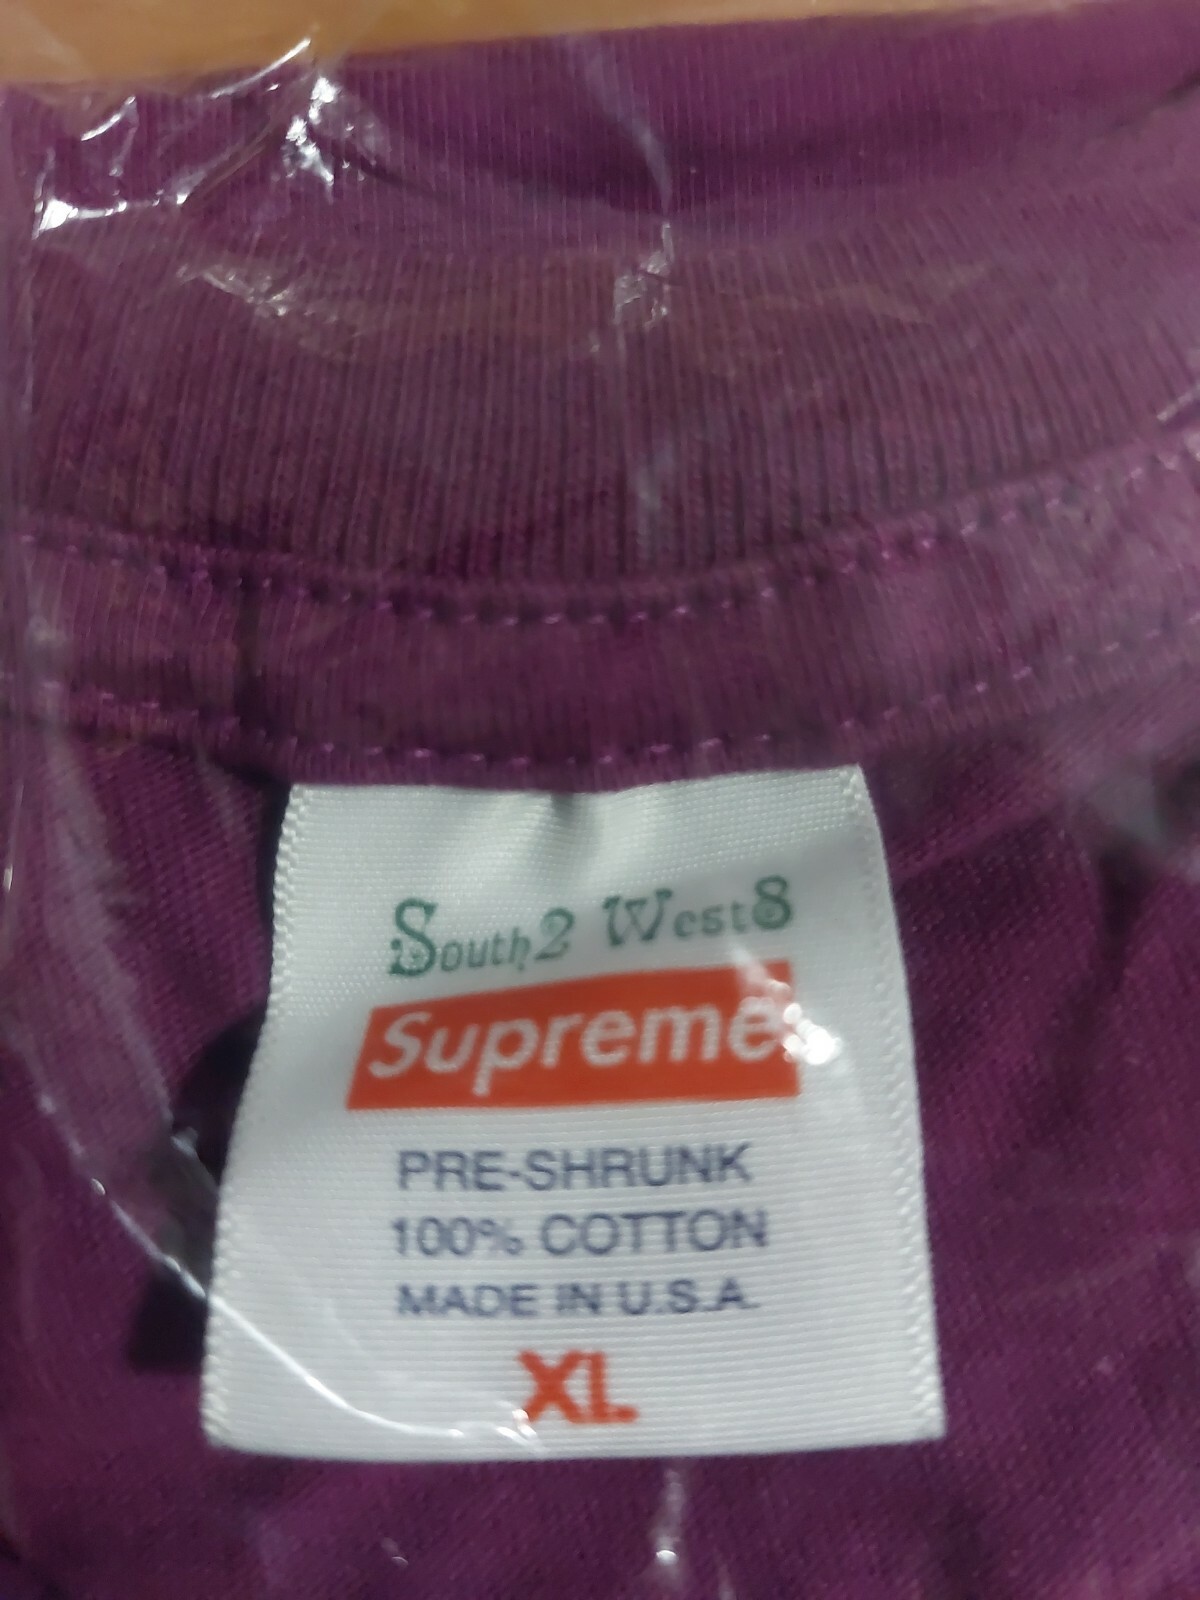 South2 West8
Supreme
PRE-SHRUNK
100% COTTON
MADE IN U.S.A.
XL